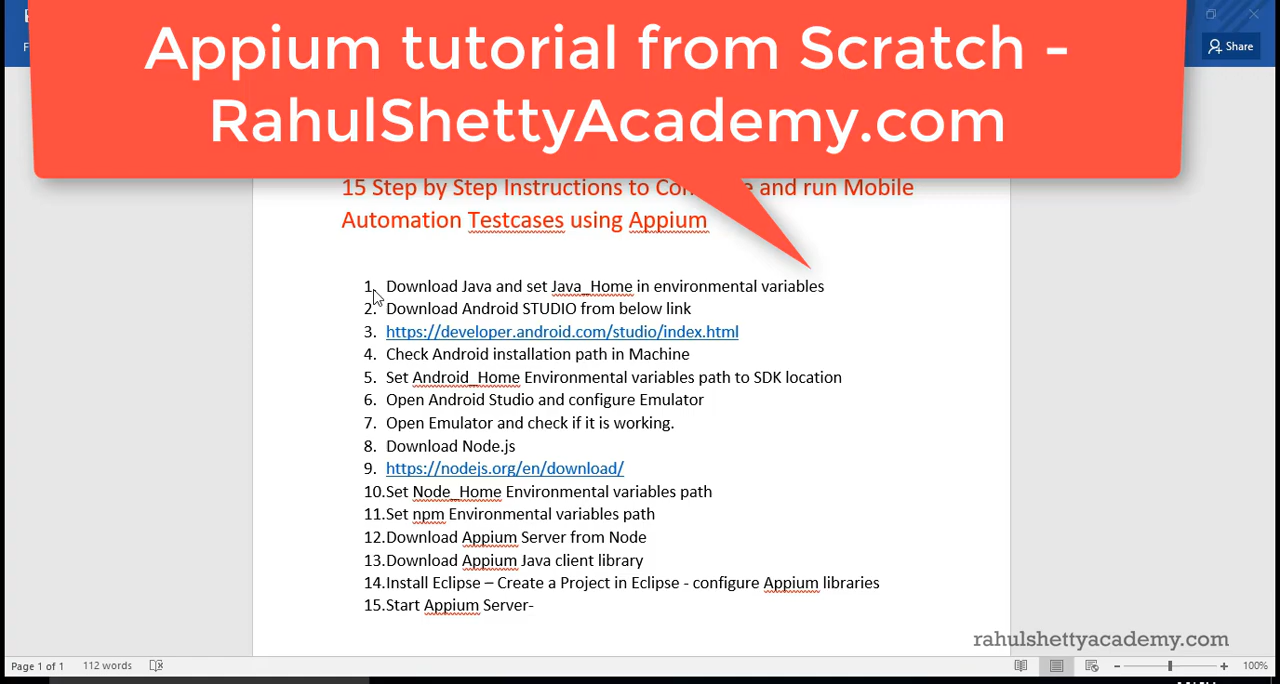 Appium tutorial from Scratch -
RahulShettyAcademy.com
Share
15 Step by Step Instructions to Con e and run Mobile
Automation Testcases using Appium
1. Download Java and set Java_Home in environmental variables
2. Download Android STUDIO from below link
3. https://developer.android.com/studio/index.html
4. Check Android installation path in Machine
5. Set Android_Home Environmental variables path to SDK location
6. Open Android Studio and configure Emulator
7. Open Emulator and check if it is working.
8. Download Node.js
9. https://nodejs.org/en/download/
10.Set Node_Home Environmental variables path
11.Set npm Environmental variables path
12.Download Appium Server from Node
13.Download Appium Java client library
14.Install Eclipse – Create a Project in Eclipse - configure Appium libraries
15.Start Appium Server-
rahulshettyacademy.com
Page 1 of 1 112 words 100%